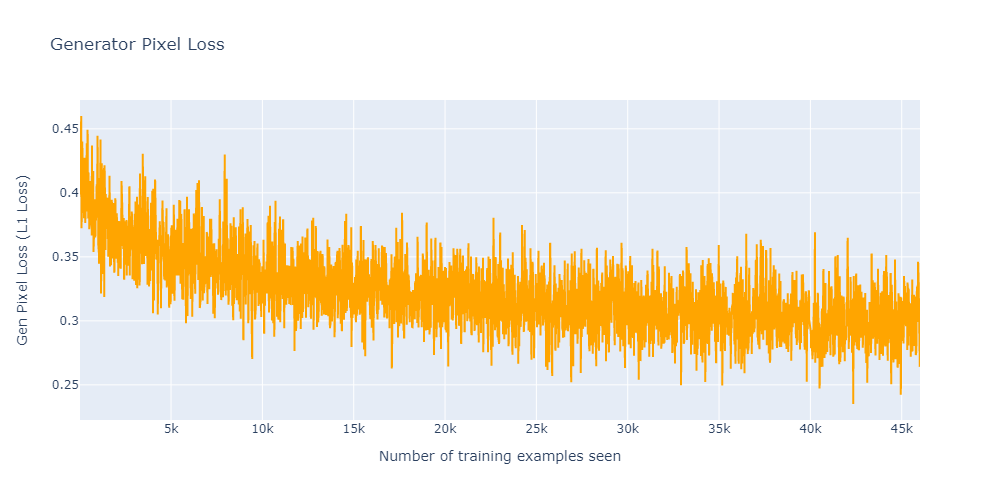 Generator Pixel Loss
Gen Pixel Loss (L1 Loss)
0.45
0.4
0.35
0.3
0.25
5k 10k 15k 20k 25k 30k 35k 40k 45k
Number of training examples seen